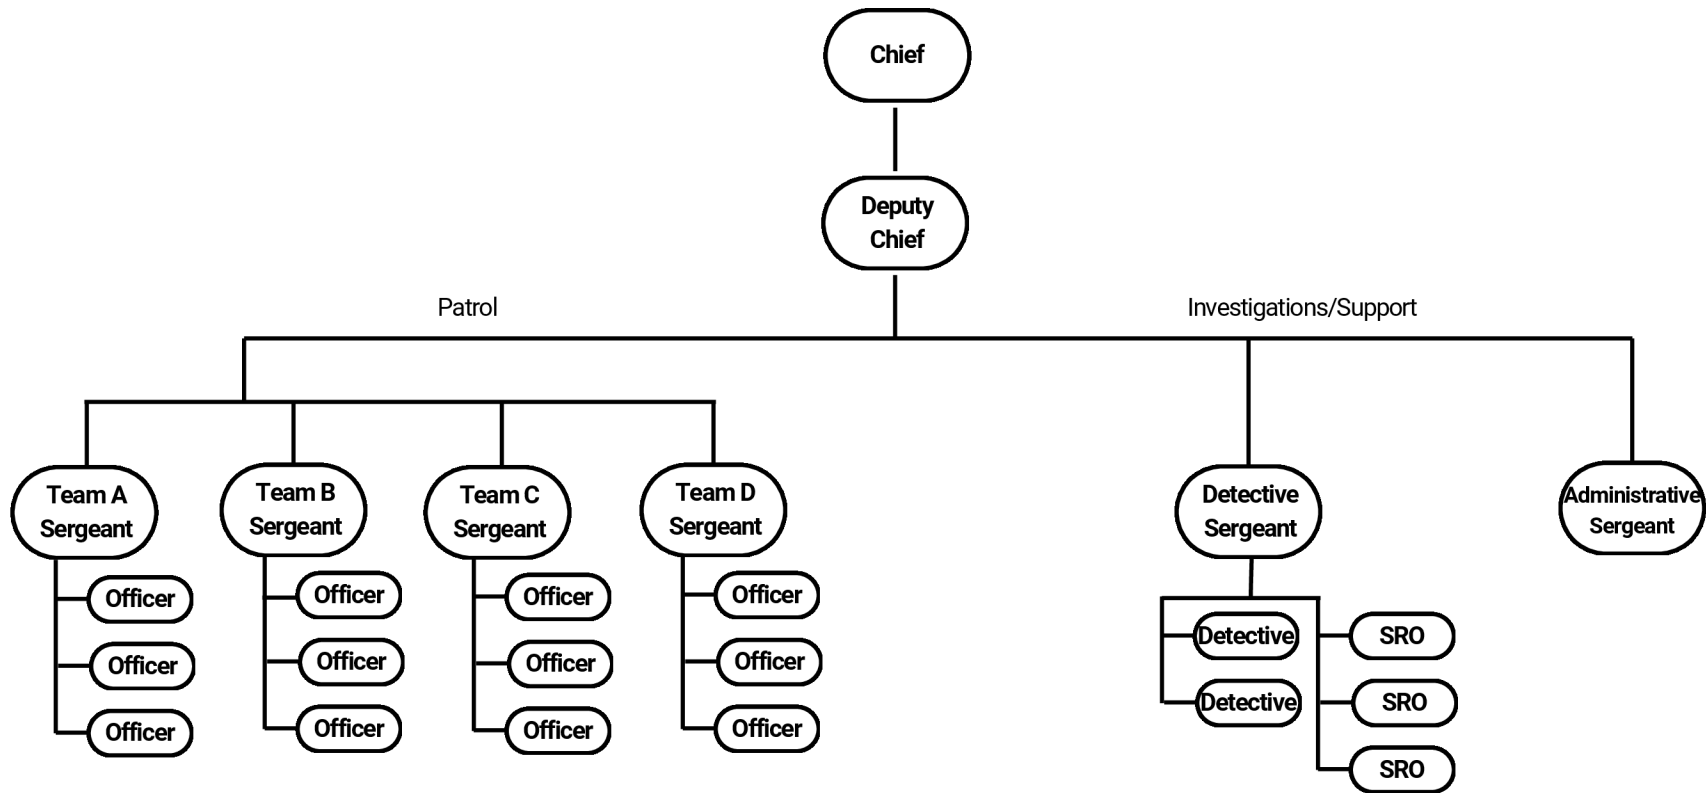 Chief
Deputy
Chief
Patrol
Investigations/Support
Team A
Sergeant
Team B
Sergeant
Team C
Sergeant
Team D
Sergeant
Detective
Sergeant
Administrative
Sergeant
Officer
Officer
Officer
Officer
Officer
Officer
Officer
Officer
Officer
Officer
Officer
Officer
Detective
Detective
SRO
SRO
SRO